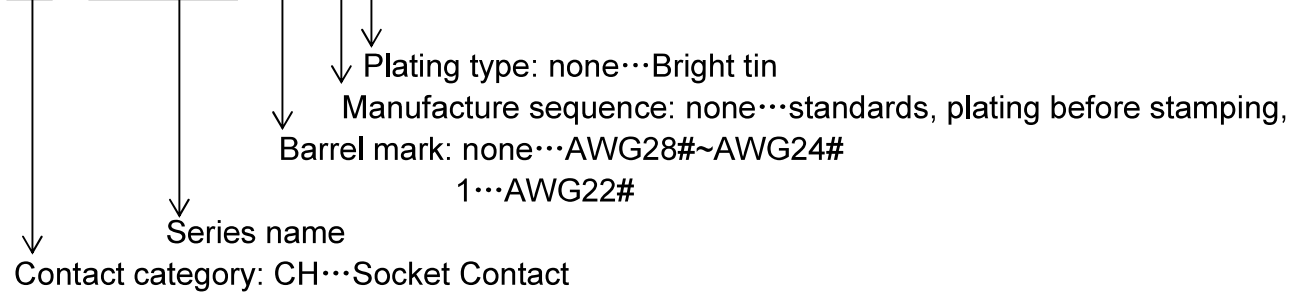 Plating type: none⋯Bright tin
Manufacture sequence: none⋯standards, plating before stamping,
Barrel mark: none⋯AWG28#~AWG24#
1⋯AWG22#
Series name
Contact category: CH⋯Socket Contact